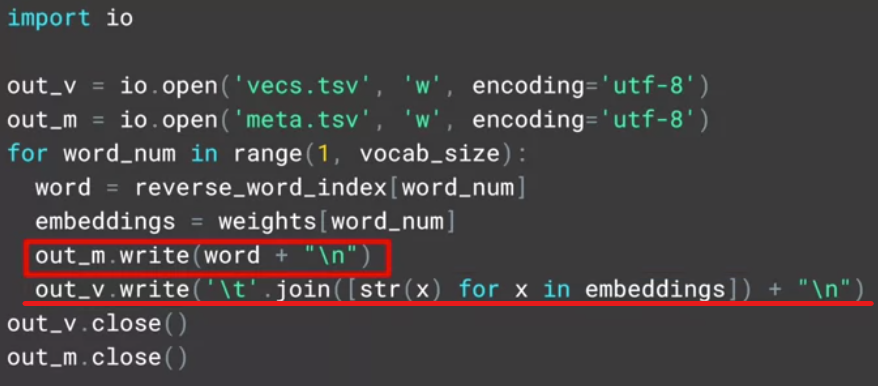 import io

out_v = io.open('vecs.tsv', 'w', encoding='utf-8')
out_m = io.open('meta.tsv', 'w', encoding='utf-8')
for word_num in range(1, vocab_size):
  word = reverse_word_index[word_num]
  embeddings = weights[word_num]
  out_m.write(word + "\n")
  out_v.write('\t'.join([str(x) for x in embeddings]) + "\n")
out_v.close()
out_m.close()